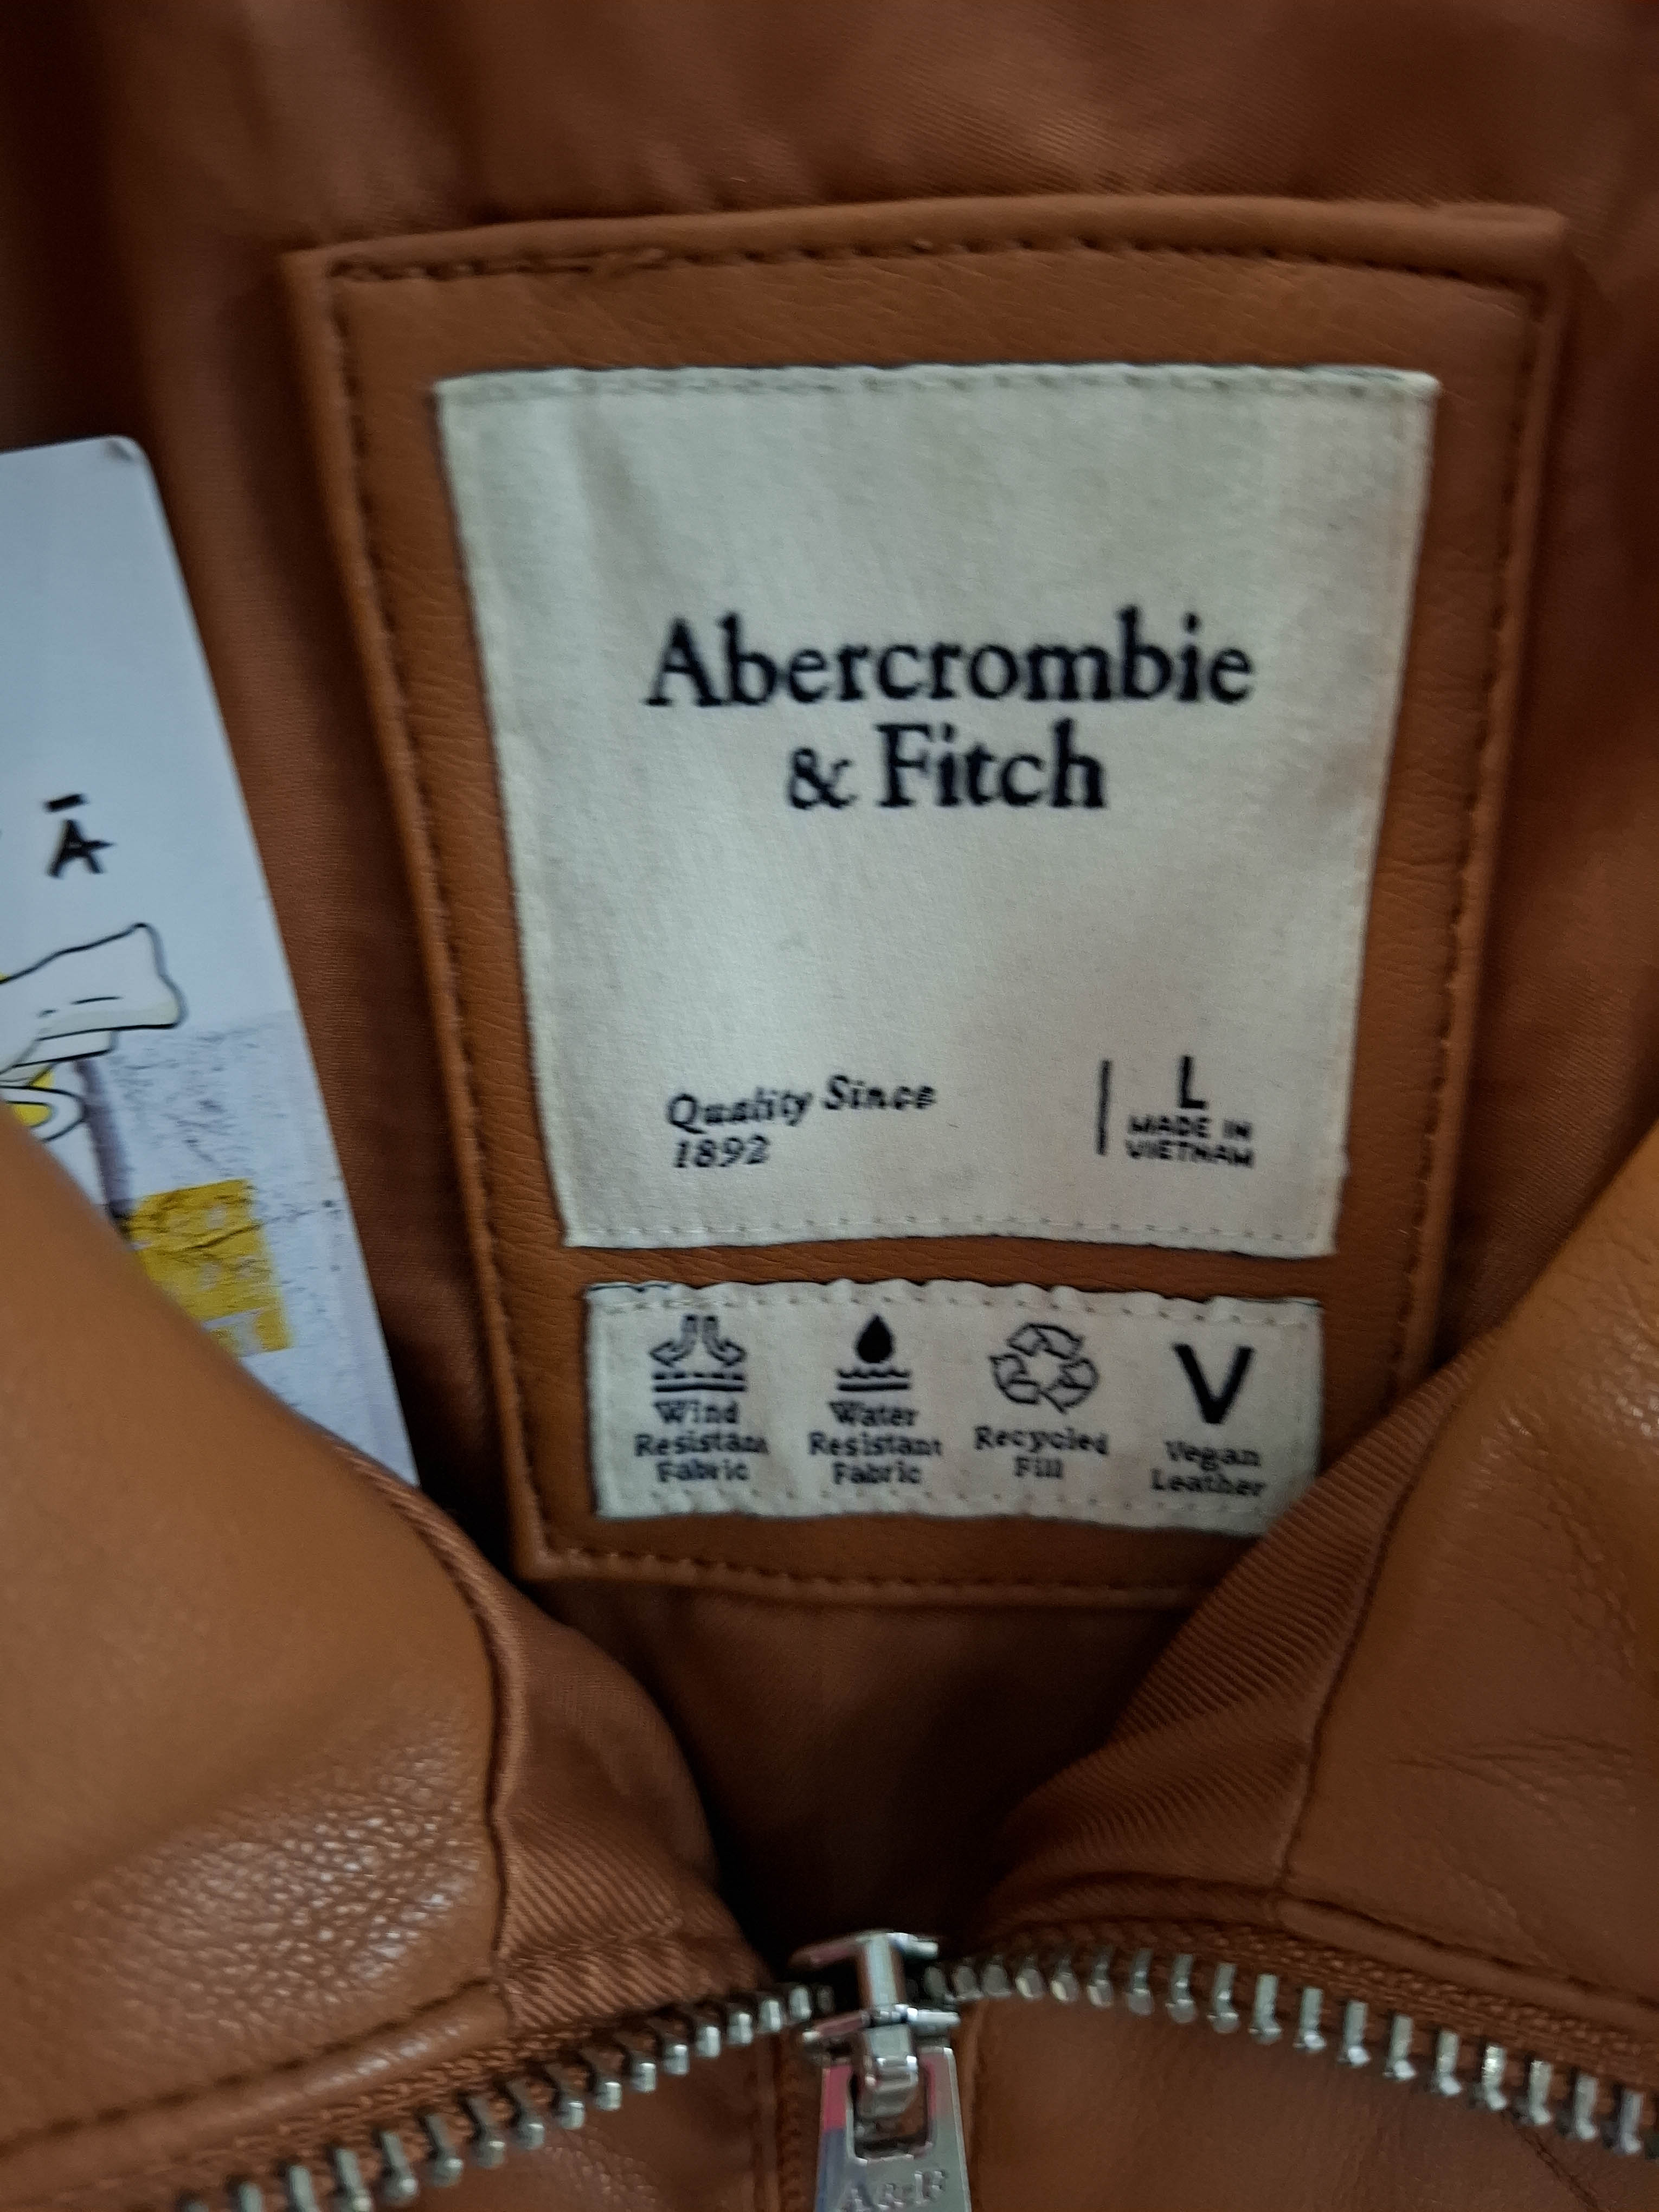 Abercrombie
& Fitch
Quality Since
1892
L
MADE IN
VIETNAM
Wind
Resistant
Fabric
Water
Resistant
Fabric
Recycled
Fill
V
Vegan
Leather
Ā
A&F